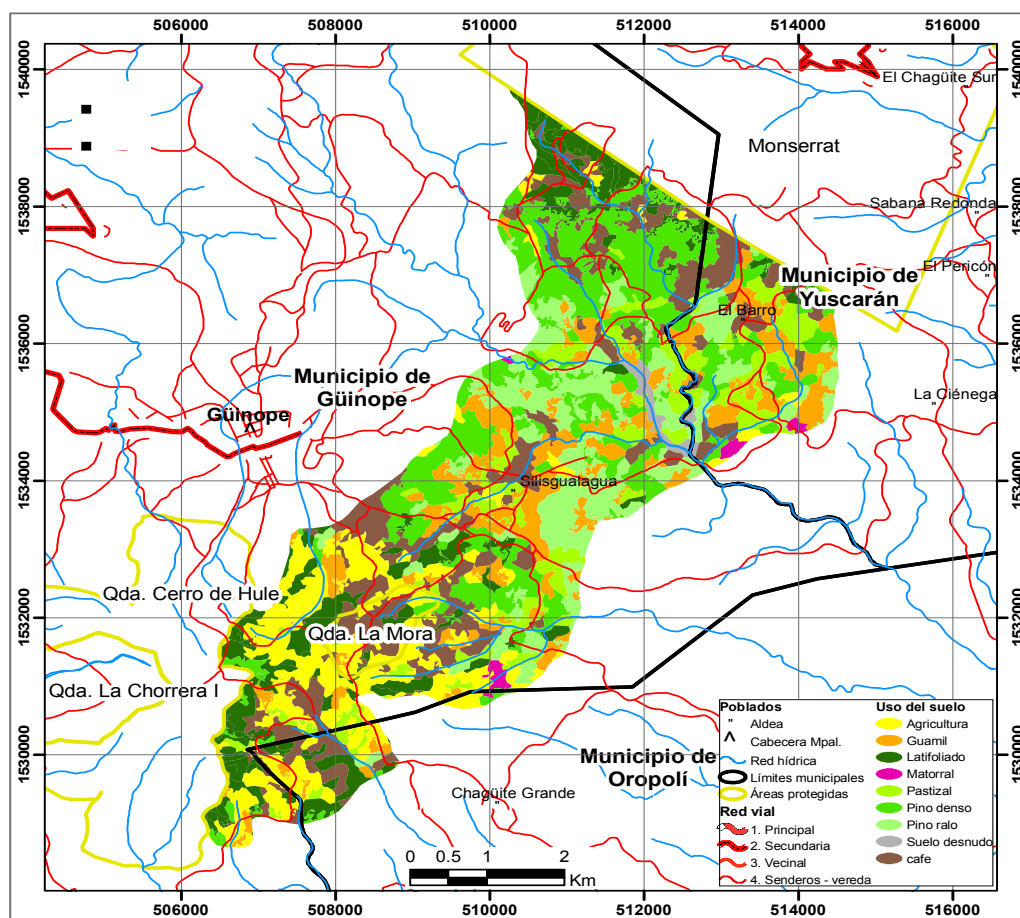 506000 508000 510000 512000 514000 516000
1540000 1540000
El Chagüite Sur
Monserrat
1538000 1538000
Sabana Redonda
El Pericón
Municipio de
Yuscarán
El Barro
1536000 1536000
Municipio de
Güinope
La Ciénega
Güinope
1534000 1534000
Silisgualagua
Qda. Cerro de Hule
1532000 1532000
Qda. La Mora
Qda. La Chorrera I
1530000 1530000
Municipio de
Oropolí
Chagüite Grande
Poblados
" Aldea
^ Cabecera Mpal.
Red hídrica
Límites municipales
Áreas protegidas
Red vial
1. Principal
2. Secundaria
3. Vecinal
4. Senderos - vereda
Uso del suelo
Agricultura
Guamil
Latifoliado
Matorral
Pastizal
Pino denso
Pino ralo
Suelo desnudo
cafe
0 0.5 1 2
Km
506000 508000 510000 512000 514000 516000